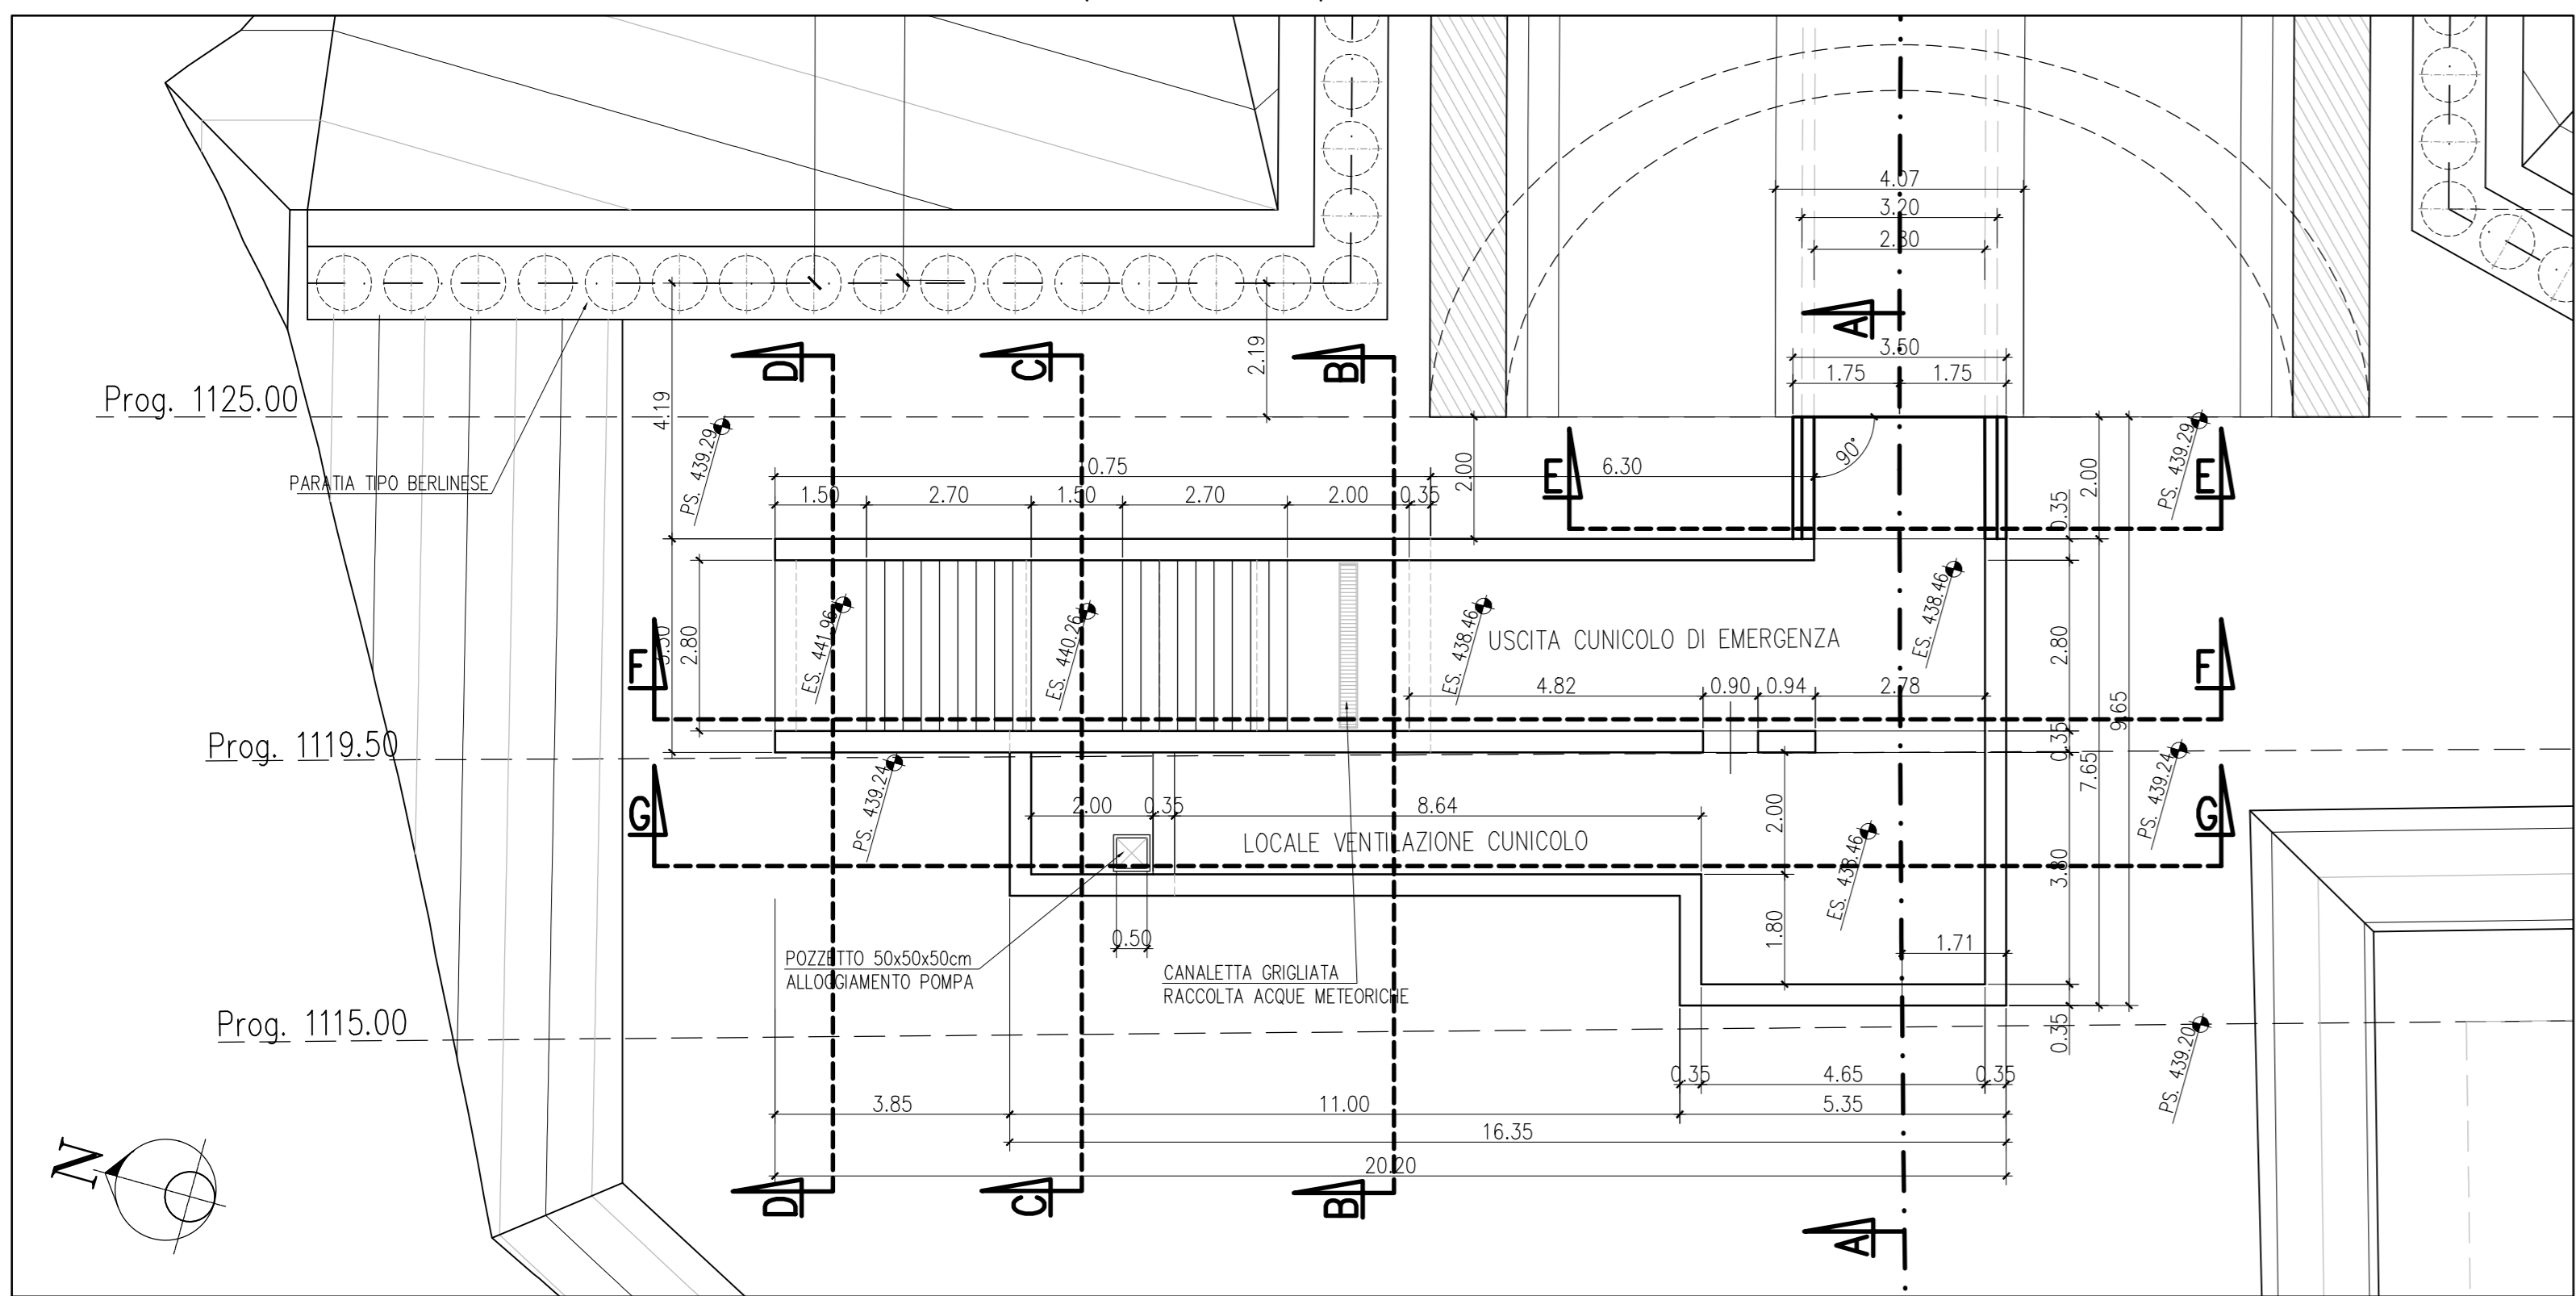 4.07
3.20
2.80
A
3.50
1.75
1.75
D
C
B
2.19
Prog. 1125.00
4.19
PS. 439.29
PS. 439.29
PARATIA TIPO BERLINESE
0.75
6.30
90°
2.00
E
E
1.50
2.70
1.50
2.70
2.00
0.35
2.00
0.35
ES. 441.96
ES. 440.26
ES. 438.46
ES. 438.46
USCITA CUNICOLO DI EMERGENZA
F
2.80
2.80
F
4.82
0.90
0.94
2.78
9.65
Prog. 1119.50
0.35
7.65
PS. 439.24
PS. 439.24
G
G
2.00
0.35
8.64
2.00
LOCALE VENTILAZIONE CUNICOLO
ES. 438.46
3.80
1.80
0.50
1.71
POZZETTO 50x50x50cm
ALLOGGIAMENTO POMPA
CANALETTA GRIGLIATA
RACCOLTA ACQUE METEORICHE
Prog. 1115.00
0.35
PS. 439.20
0.35
4.65
0.35
3.85
11.00
5.35
16.35
20.20
N
D
C
B
A